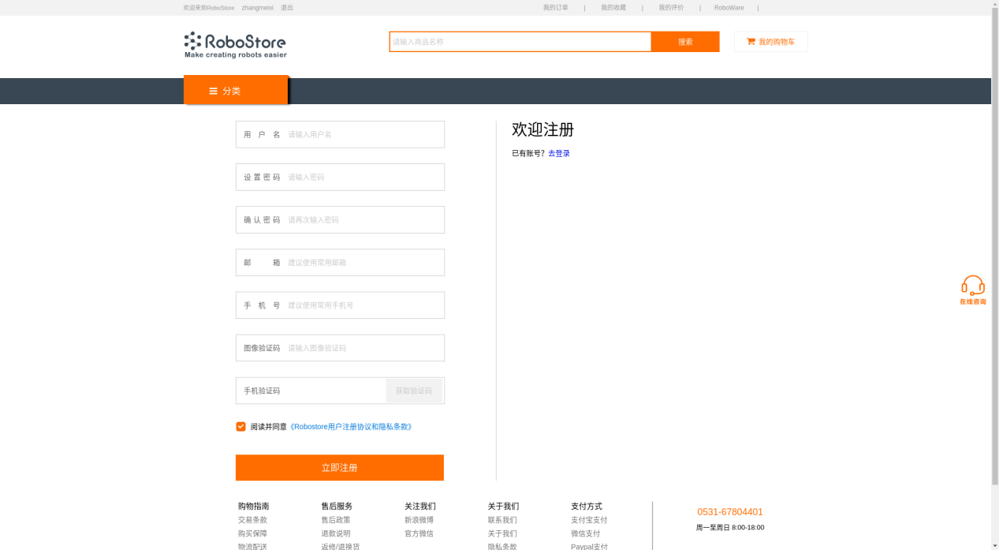 欢迎来到RoboStore zhangmeixl 退出 我的订单 | 我的收藏 | 我的评价 | RoboWare |
RoboStore
Make creating robots easier
请输入商品名称 搜索 我的购物车
分类
用 户 名 请输入用户名
设 置 密 码 请输入密码
确 认 密 码 请再次输入密码
邮 箱 建议使用常用邮箱
手 机 号 建议使用常用手机号
图像验证码 请输入图像验证码
手机验证码 获取验证码
阅读并同意《Robostore用户注册协议和隐私条款》
立即注册
欢迎注册
已有账号？去登录
在线咨询
购物指南 售后服务 关注我们 关于我们 支付方式
交易条款 售后政策 新浪微博 联系我们 支付宝支付
购买保障 退款说明 官方微信 关于我们 微信支付
物流配送 返修/退换货 隐私条款 Paypal支付
0531-67804401
周一至周日 8:00-18:00